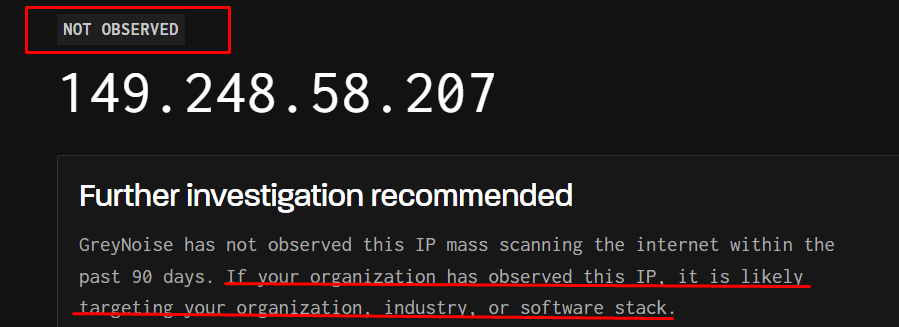 NOT OBSERVED
149.248.58.207
Further investigation recommended
GreyNoise has not observed this IP mass scanning the internet within the
past 90 days. If your organization has observed this IP, it is likely
targeting your organization, industry, or software stack.